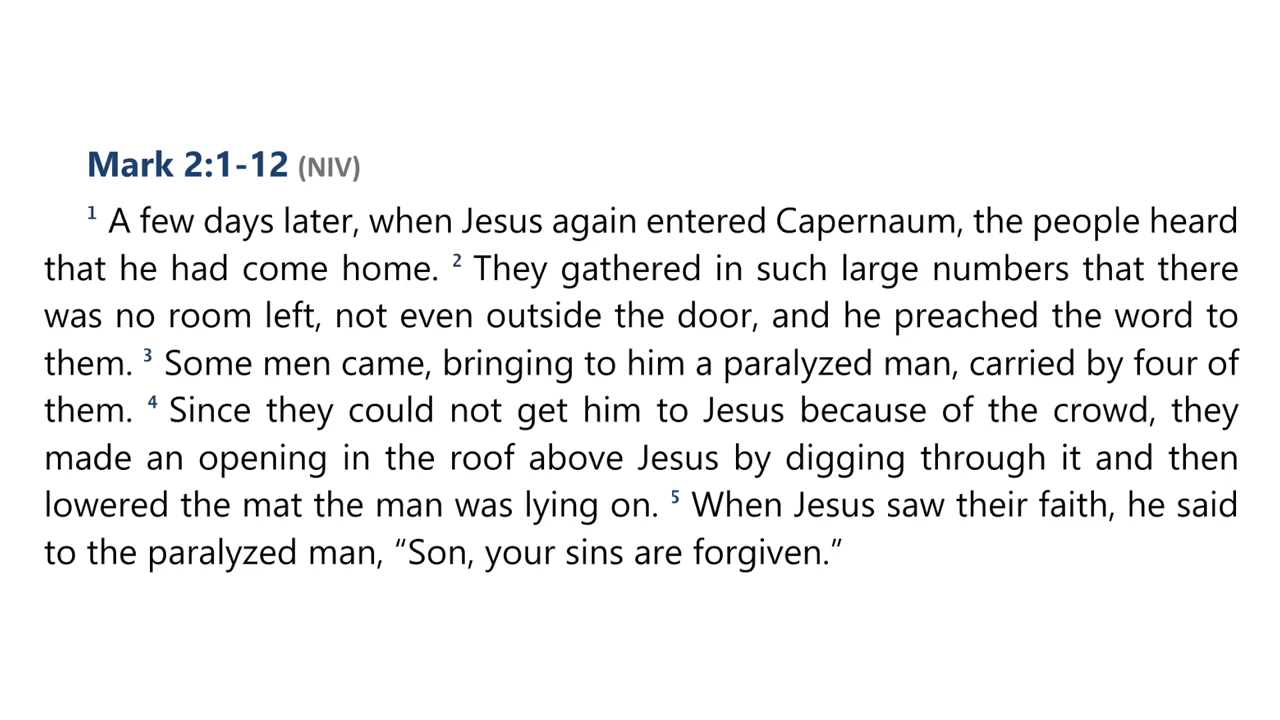 Mark 2:1-12 (NIV)
1 A few days later, when Jesus again entered Capernaum, the people heard
that he had come home. 2 They gathered in such large numbers that there
was no room left, not even outside the door, and he preached the word to
them. 3 Some men came, bringing to him a paralyzed man, carried by four of
them. 4 Since they could not get him to Jesus because of the crowd, they
made an opening in the roof above Jesus by digging through it and then
lowered the mat the man was lying on. 5 When Jesus saw their faith, he said
to the paralyzed man, “Son, your sins are forgiven.”